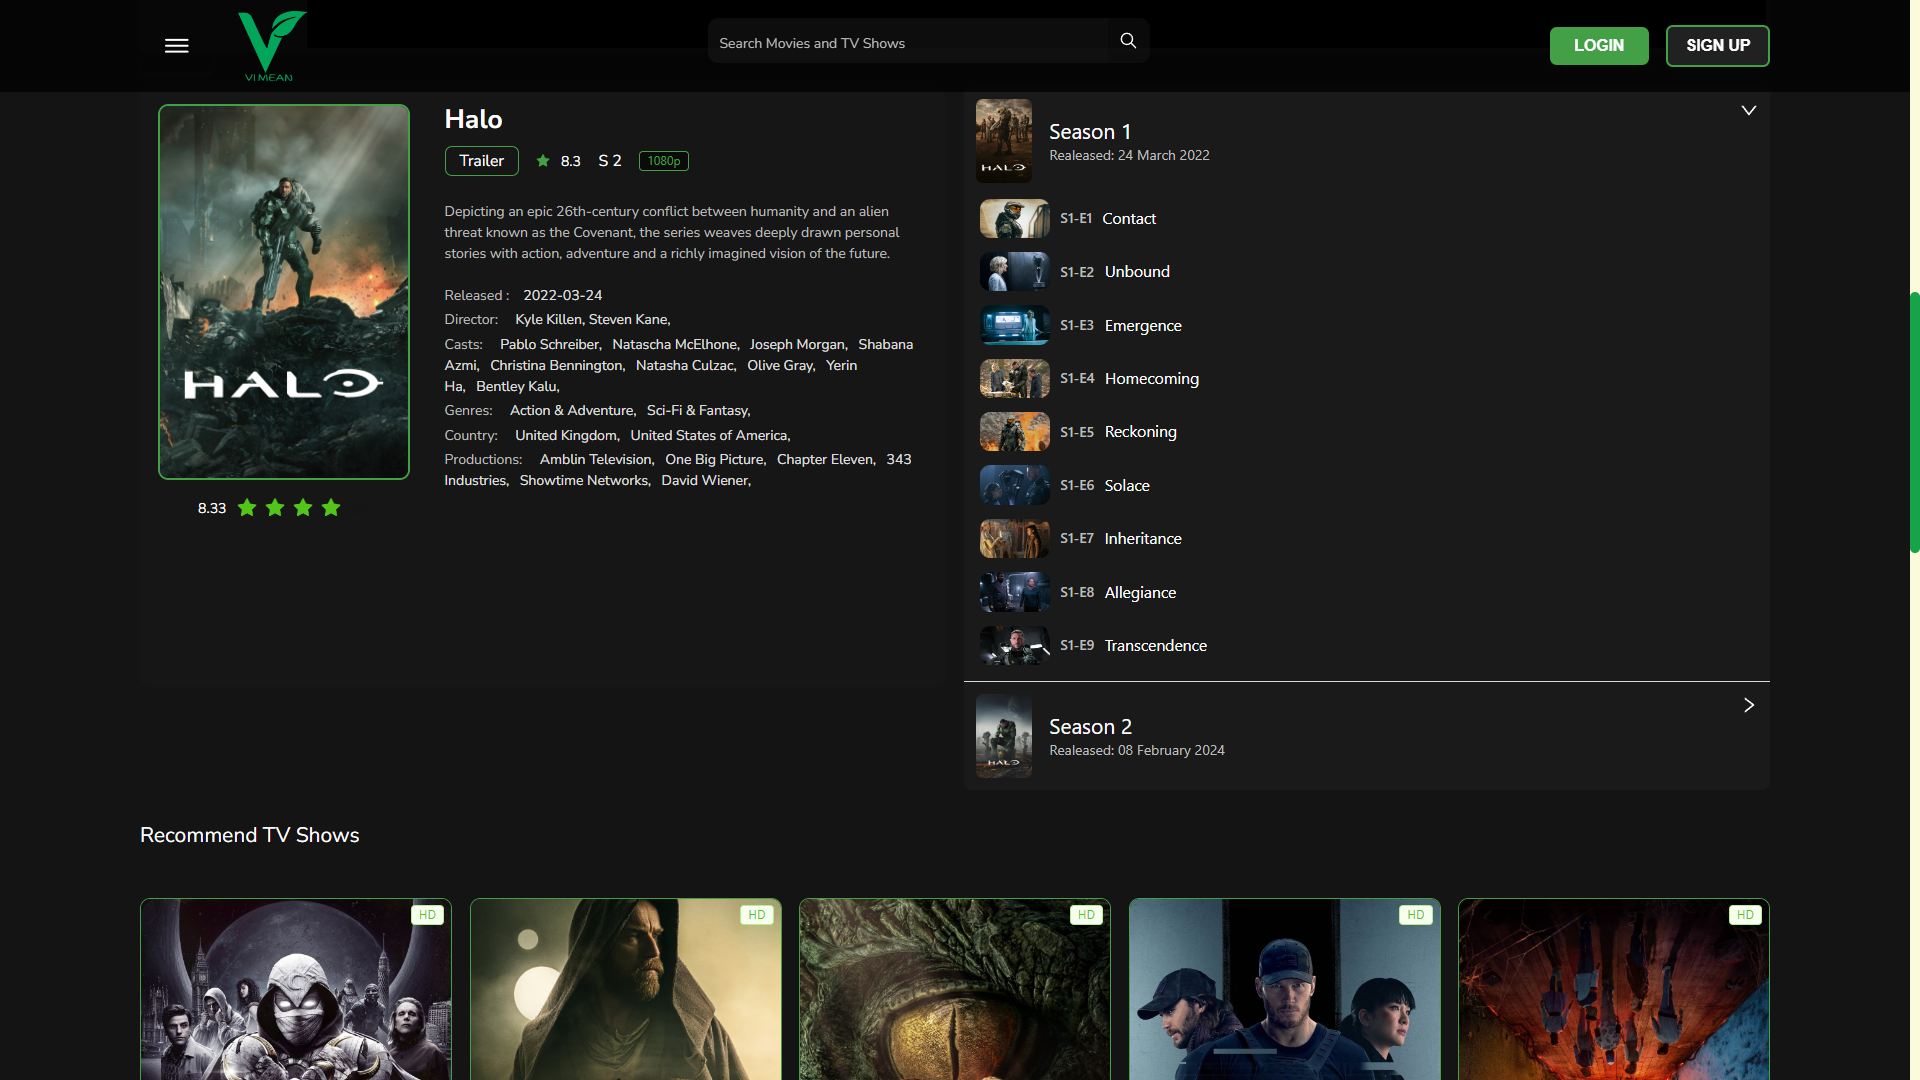 VIMEAN
Search Movies and TV Shows
LOGIN
SIGN UP
HALO
8.33
Halo
Trailer
8.3
S 2
1080p
Depicting an epic 26th-century conflict between humanity and an alien
threat known as the Covenant, the series weaves deeply drawn personal
stories with action, adventure and a richly imagined vision of the future.
Released : 2022-03-24
Director: Kyle Killen, Steven Kane,
Casts: Pablo Schreiber, Natascha McElhone, Joseph Morgan, Shabana
Azmi, Christina Bennington, Natasha Culzac, Olive Gray, Yerin
Ha, Bentley Kalu,
Genres: Action & Adventure, Sci-Fi & Fantasy,
Country: United Kingdom, United States of America,
Productions: Amblin Television, One Big Picture, Chapter Eleven, 343
Industries, Showtime Networks, David Wiener,
HALO
Season 1
Realeased: 24 March 2022
S1-E1 Contact
S1-E2 Unbound
S1-E3 Emergence
S1-E4 Homecoming
S1-E5 Reckoning
S1-E6 Solace
S1-E7 Inheritance
S1-E8 Allegiance
S1-E9 Transcendence
HALO
Season 2
Realeased: 08 February 2024
Recommend TV Shows
HD
HD
HD
HD
HD